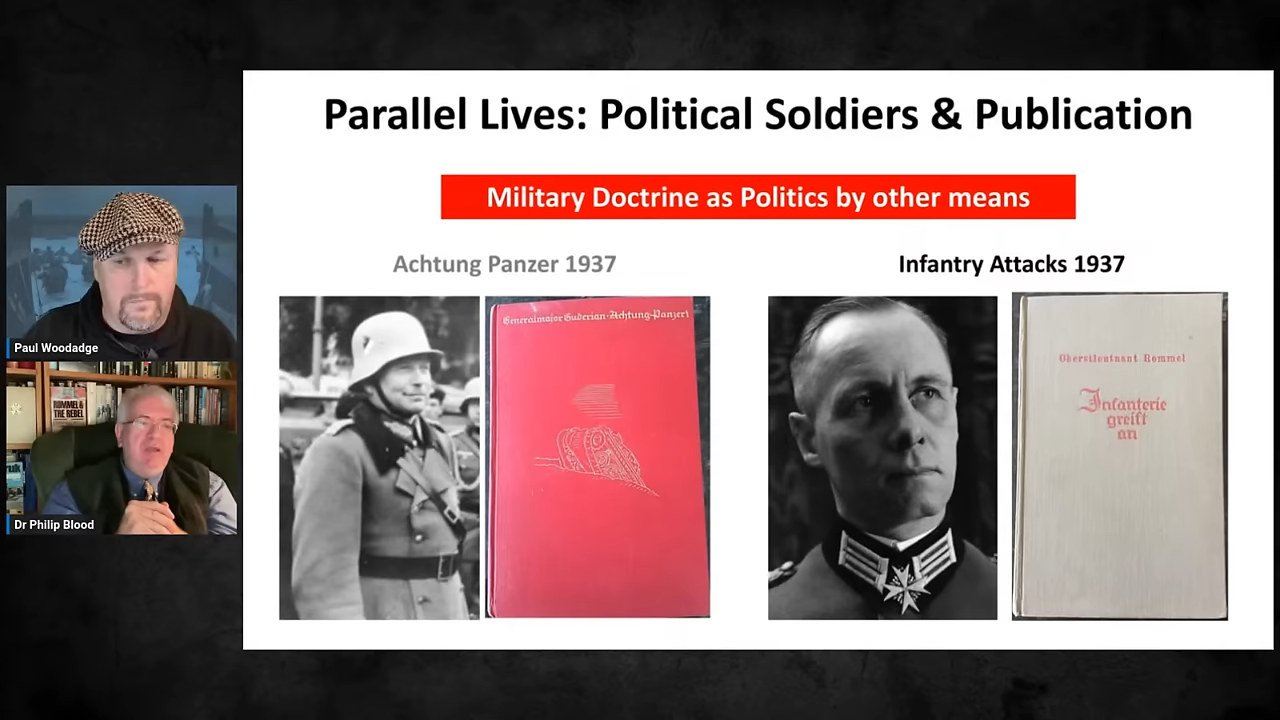 Parallel Lives: Political Soldiers & Publication
Military Doctrine as Politics by other means
Achtung Panzer 1937
Infantry Attacks 1937
Generalmajor Guderian-Achtung-Panzer!
Oberstleutnant Rommel
Infanterie
greift
an
Paul Woodadge
ROMMEL &
THE REBEL
Dr Philip Blood